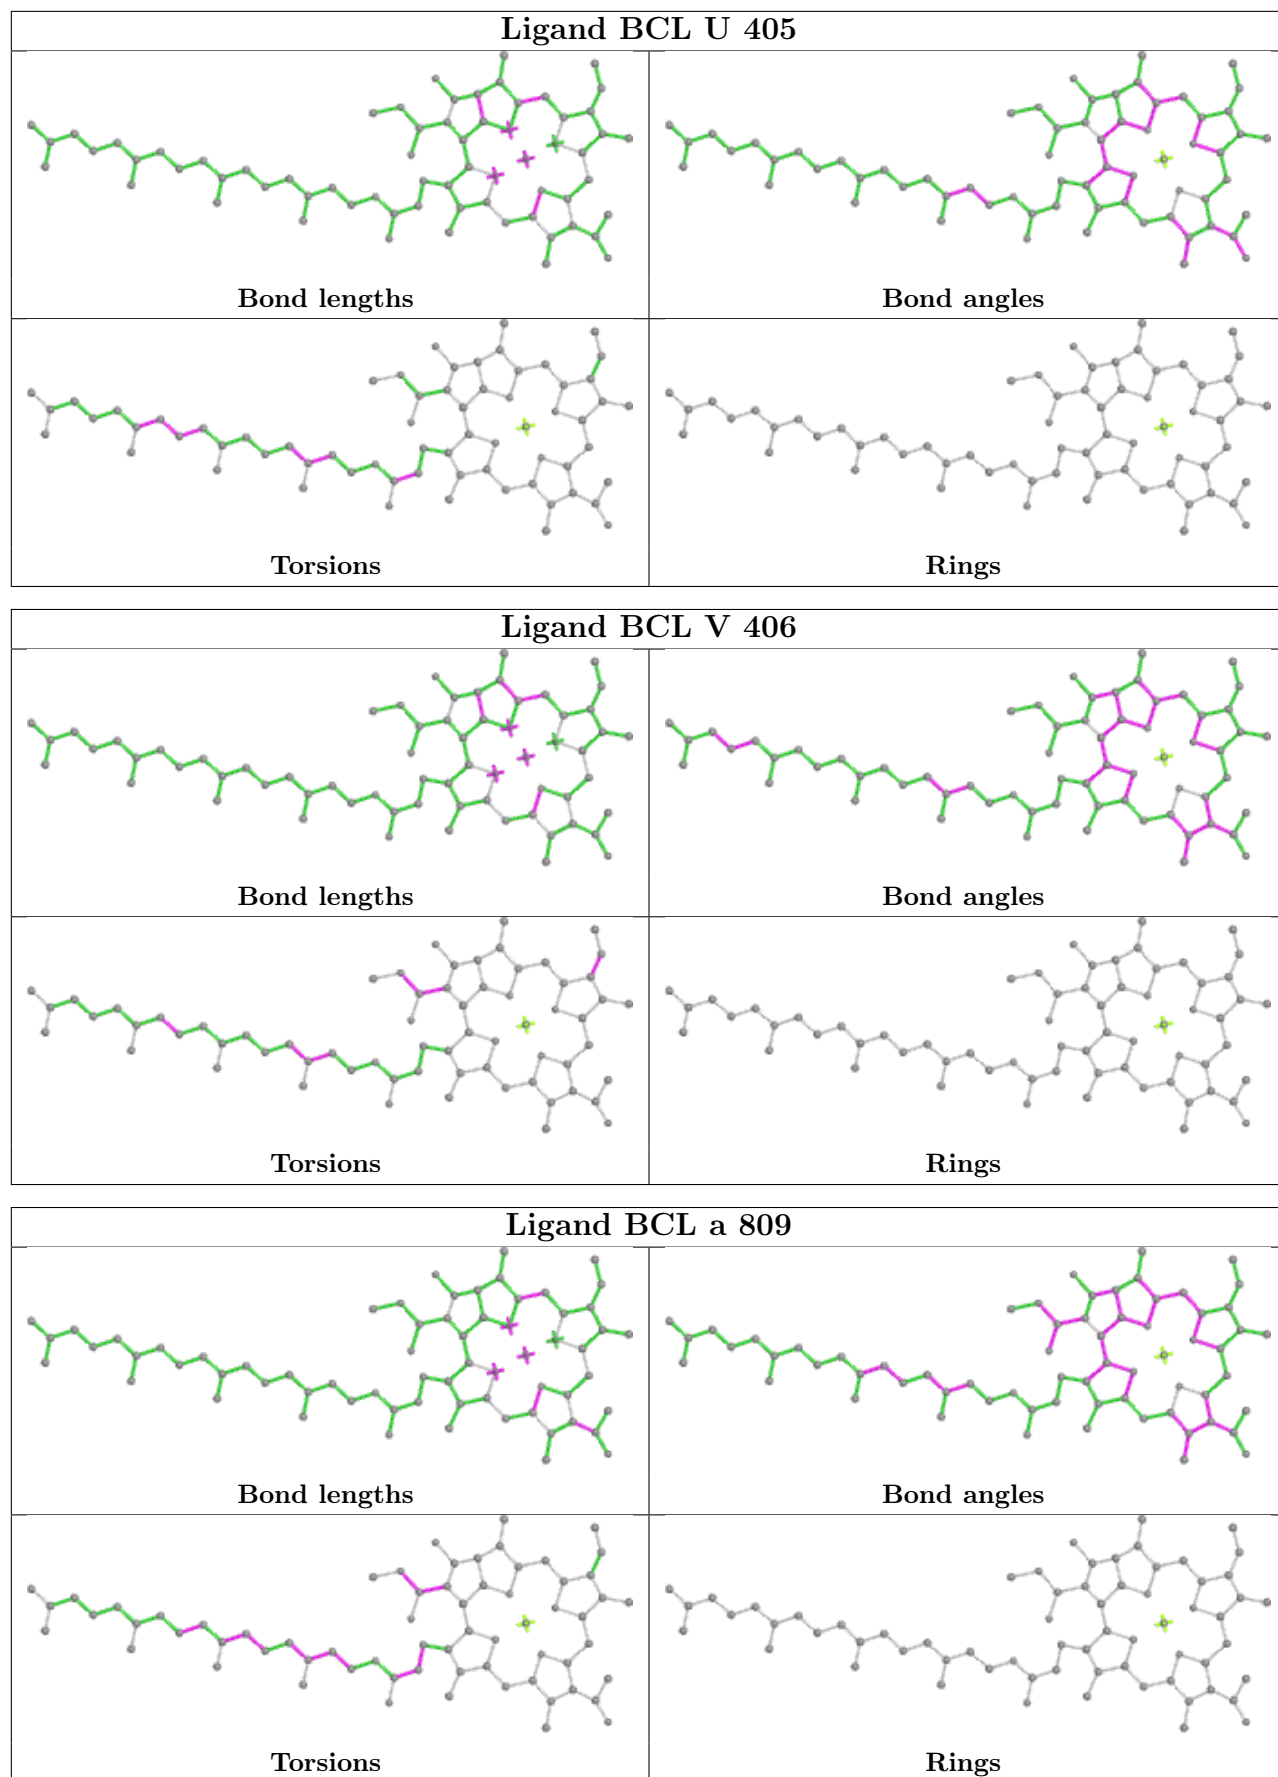 Ligand BCL U 405
Bond lengths
Bond angles
Torsions
Rings
Ligand BCL V 406
Bond lengths
Bond angles
Torsions
Rings
Ligand BCL a 809
Bond lengths
Bond angles
Torsions
Rings